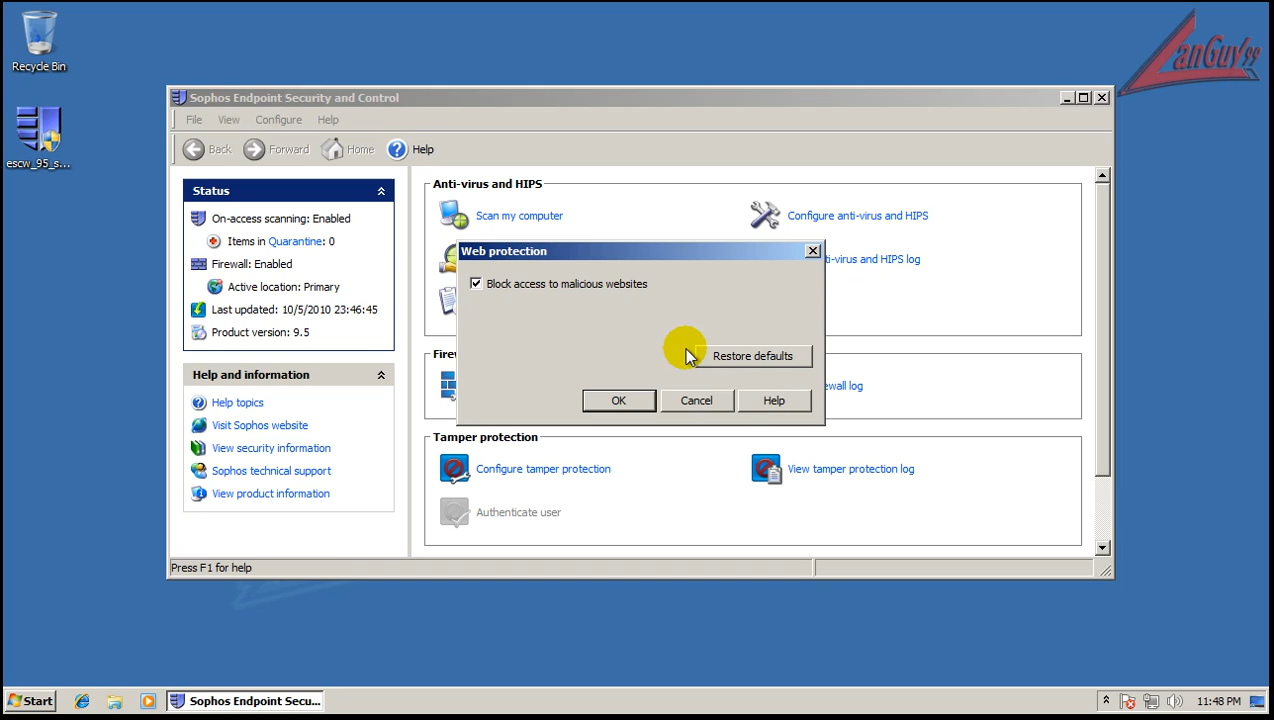 Recycle Bin
escw_95_s...
LanGuy99
Sophos Endpoint Security and Control
File View Configure Help
Back Forward Home Help
Status
On-access scanning: Enabled
Items in Quarantine: 0
Firewall: Enabled
Active location: Primary
Last updated: 10/5/2010 23:46:45
Product version: 9.5
Help and information
Help topics
Visit Sophos website
View security information
Sophos technical support
View product information
Anti-virus and HIPS
Scan my computer
Configure anti-virus and HIPS
ti-virus and HIPS log
Web protection
Block access to malicious websites
Restore defaults
OK Cancel Help
Fire
wall log
Tamper protection
Configure tamper protection
View tamper protection log
Authenticate user
Press F1 for help
Start
Sophos Endpoint Secu...
11:48 PM